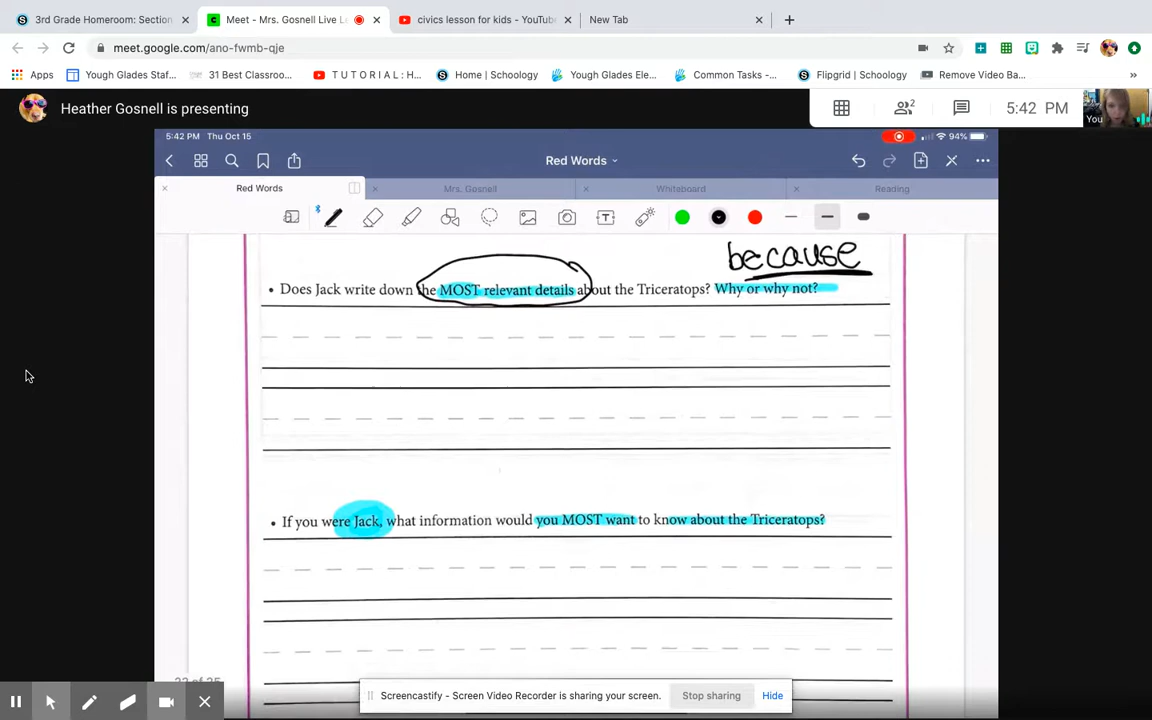 3rd Grade Homeroom: Section
Meet - Mrs. Gosnell Live L
civics lesson for kids - YouTube
New Tab
meet.google.com/ano-fwmb-qje
Apps
Yough Glades Staf...
31 Best Classroo...
T U T O R I A L : H...
Home | Schoology
Yough Glades Ele...
Common Tasks -...
Flipgrid | Schoology
Remove Video Ba...
Heather Gosnell is presenting
2
5:42 PM
You
5:42 PM Thu Oct 15
94%
Red Words
Red Words
Mrs. Gosnell
Whiteboard
Reading
because
• Does Jack write down the MOST relevant details about the Triceratops? Why or why not?
• If you were Jack, what information would you MOST want to know about the Triceratops?
Screencastify - Screen Video Recorder is sharing your screen.
Stop sharing
Hide